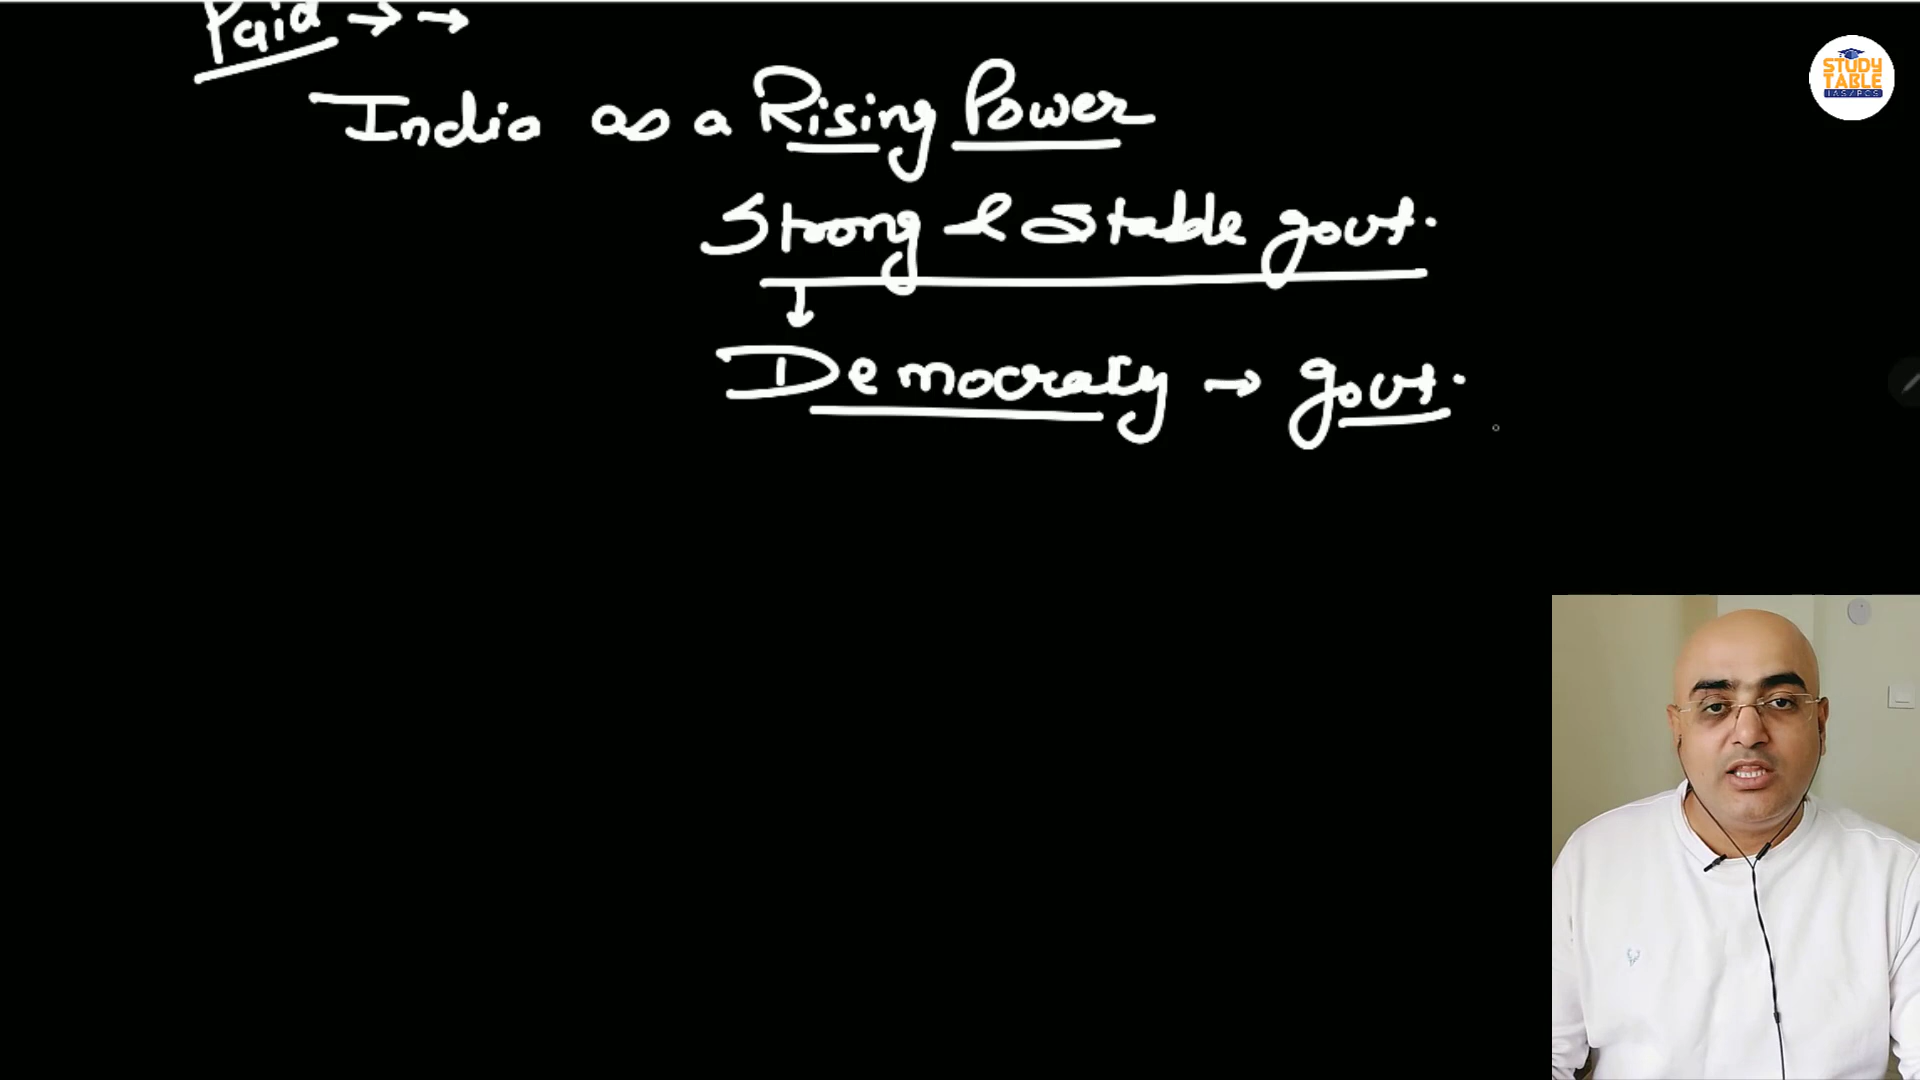 Paid → →
India as a Rising Power
Strong & Stable govt.
↓
Democracy → govt.
STUDY
TABLE
IAS/PCS